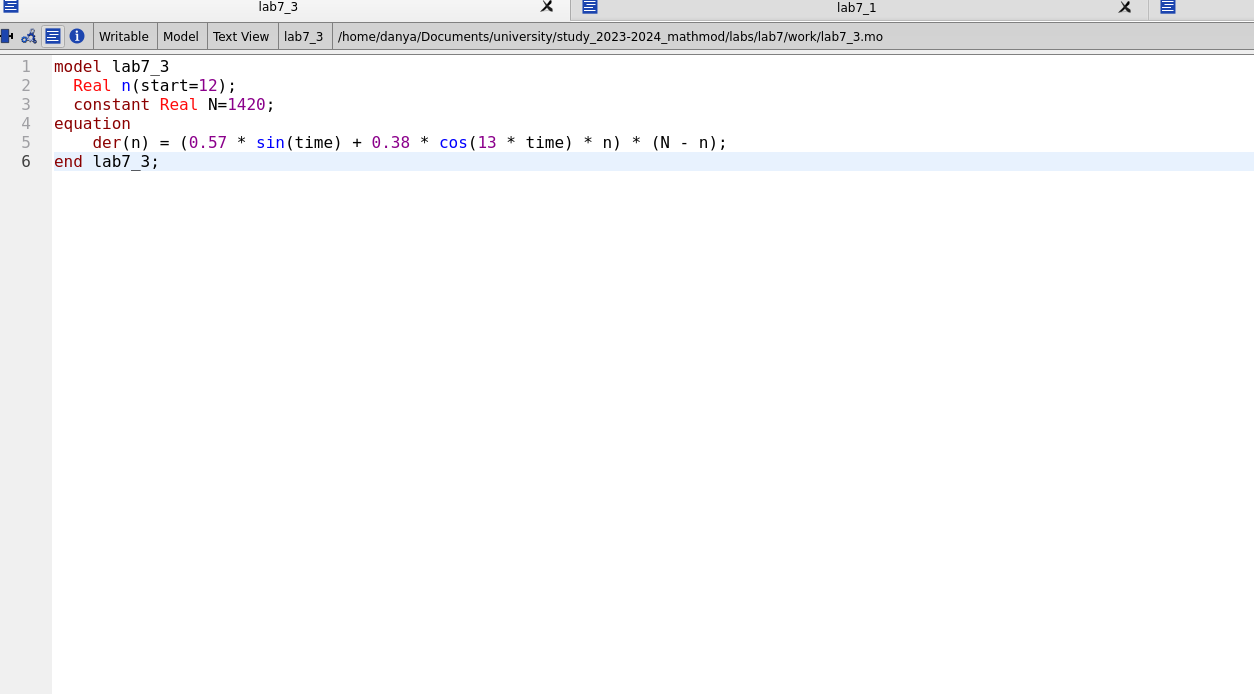 lab7_3 lab7_1
Writable Model Text View lab7_3 /home/danya/Documents/university/study_2023-2024_mathmod/labs/lab7/work/lab7_3.mo
1 model lab7_3
2   Real n(start=12);
3   constant Real N=1420;
4 equation
5     der(n) = (0.57 * sin(time) + 0.38 * cos(13 * time) * n) * (N - n);
6 end lab7_3;